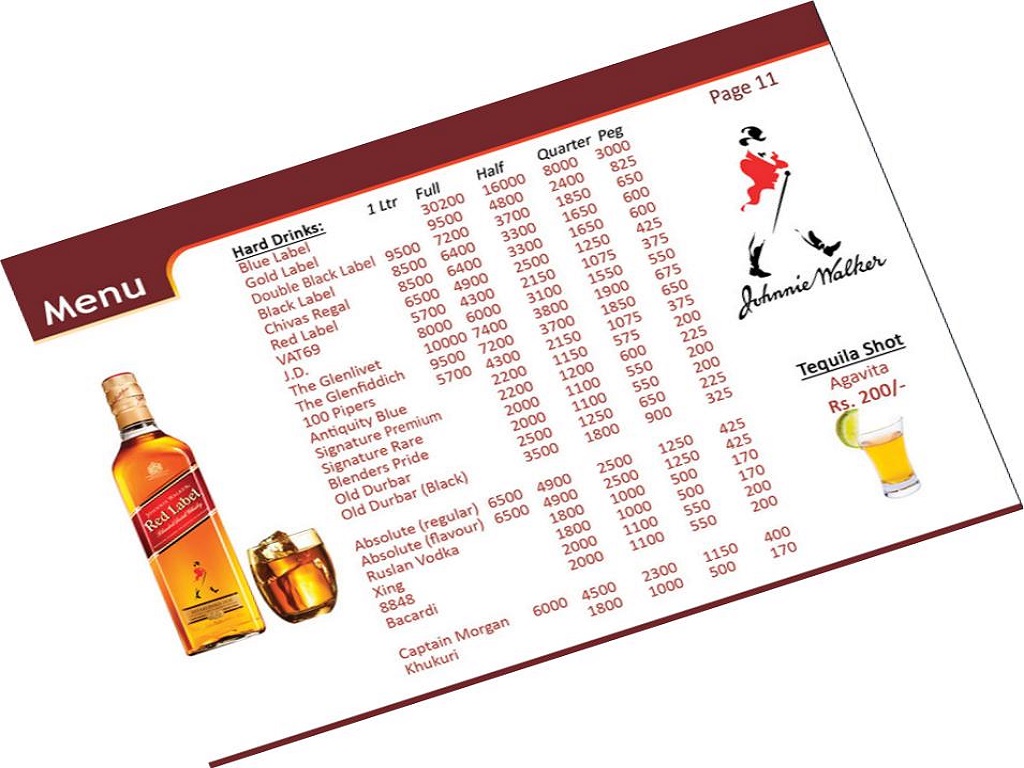 Page 11
Menu
1 Ltr Full Half Quarter Peg
Hard Drinks:
Blue Label 30200 16000 8000 3000
Gold Label 9500 4800 2400 825
Double Black Label 9500 7200 3700 1850 650
Black Label 8500 6400 3300 1650 600
Chivas Regal 8500 6400 3300 1650 600
Red Label 6500 4900 2500 1250 425
VAT69 5700 4300 2150 1075 375
J.D. 8000 6000 3100 1550 550
The Glenlivet 10000 7400 3800 1900 675
The Glenfiddich 9500 7200 3700 1850 650
100 Pipers 5700 4300 2150 1075 375
Antiquity Blue 2200 1150 575 200
Signature Premium 2200 1200 600 225
Signature Rare 2000 1100 550 200
Blenders Pride 2000 1100 550 200
Old Durbar 2500 1250 650 225
Old Durbar (Black) 3500 1800 900 325
Absolute (regular) 6500 4900 2500 1250 425
Absolute (flavour) 6500 4900 2500 1250 425
Ruslan Vodka 1800 1000 500 170
Xing 1800 1000 500 170
8848 2000 1100 550 200
Bacardi 2000 1100 550 200
Captain Morgan 6000 4500 2300 1150 400
Khukuri 1800 1000 500 170
Johnnie Walker
Tequila Shot
Agavita
Rs. 200/-
JOHNNIE WALKER
Red Label